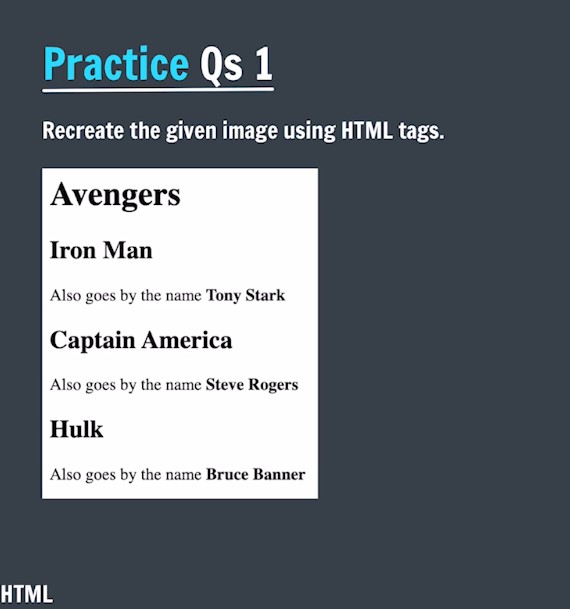 Practice Qs 1
Recreate the given image using HTML tags.
Avengers
Iron Man
Also goes by the name Tony Stark
Captain America
Also goes by the name Steve Rogers
Hulk
Also goes by the name Bruce Banner
HTML